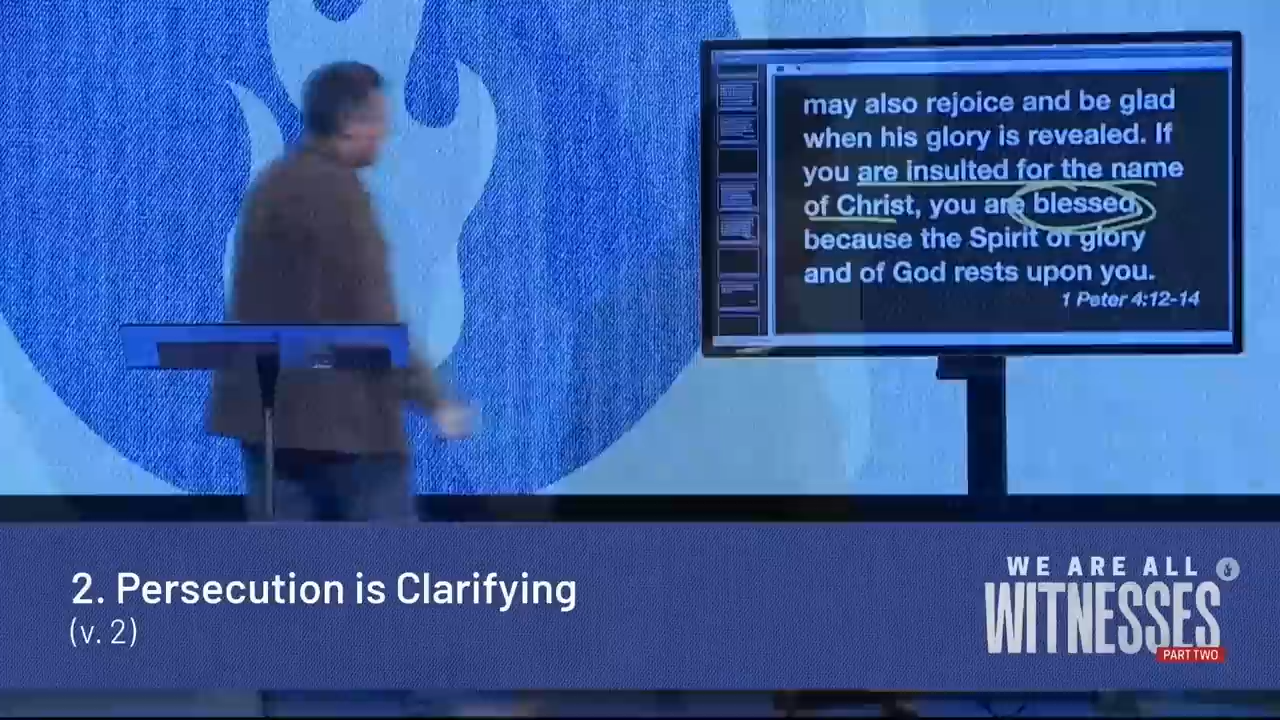 may also rejoice and be glad
when his glory is revealed. If
you are insulted for the name
of Christ, you are blessed
because the Spirit of glory
and of God rests upon you.
1 Peter 4:12-14
2. Persecution is Clarifying
(v. 2)
WE ARE ALL
WITNESSES
PART TWO